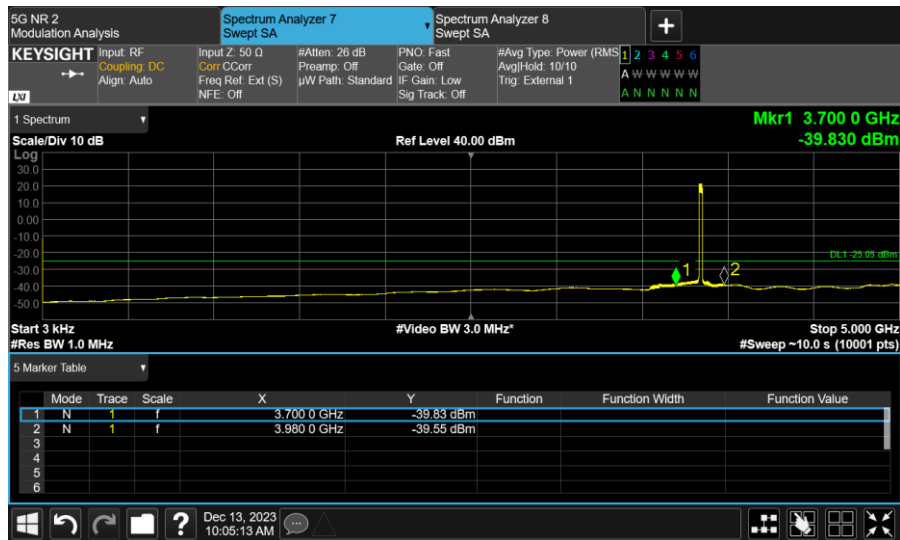 5G NR 2
Modulation Analysis
Spectrum Analyzer 7
Swept SA
Spectrum Analyzer 8
Swept SA
+
KEYSIGHT
LXI
Input: RF
Coupling: DC
Align: Auto
Input Z: 50 Ω
Corr CCorr
Freq Ref: Ext (S)
NFE: Off
#Atten: 26 dB
Preamp: Off
µW Path: Standard
PNO: Fast
Gate: Off
IF Gain: Low
Sig Track: Off
#Avg Type: Power (RMS
Avg|Hold: 10/10
Trig: External 1
1 2 3 4 5 6
A W W W W W
A N N N N N
1 Spectrum
Mkr1 3.700 0 GHz
Scale/Div 10 dB
Ref Level 40.00 dBm
-39.830 dBm
Log
30.0
20.0
10.0
0.00
-10.0
-20.0
DL1 -25.05 dBm
-30.0
1
2
-40.0
-50.0
Start 3 kHz
#Video BW 3.0 MHz*
Stop 5.000 GHz
#Res BW 1.0 MHz
#Sweep ~10.0 s (10001 pts)
5 Marker Table
Mode Trace Scale X Y Function Function Width Function Value
1 N 1 f 3.700 0 GHz -39.83 dBm
2 N 1 f 3.980 0 GHz -39.55 dBm
3
4
5
6
?
Dec 13, 2023
10:05:13 AM